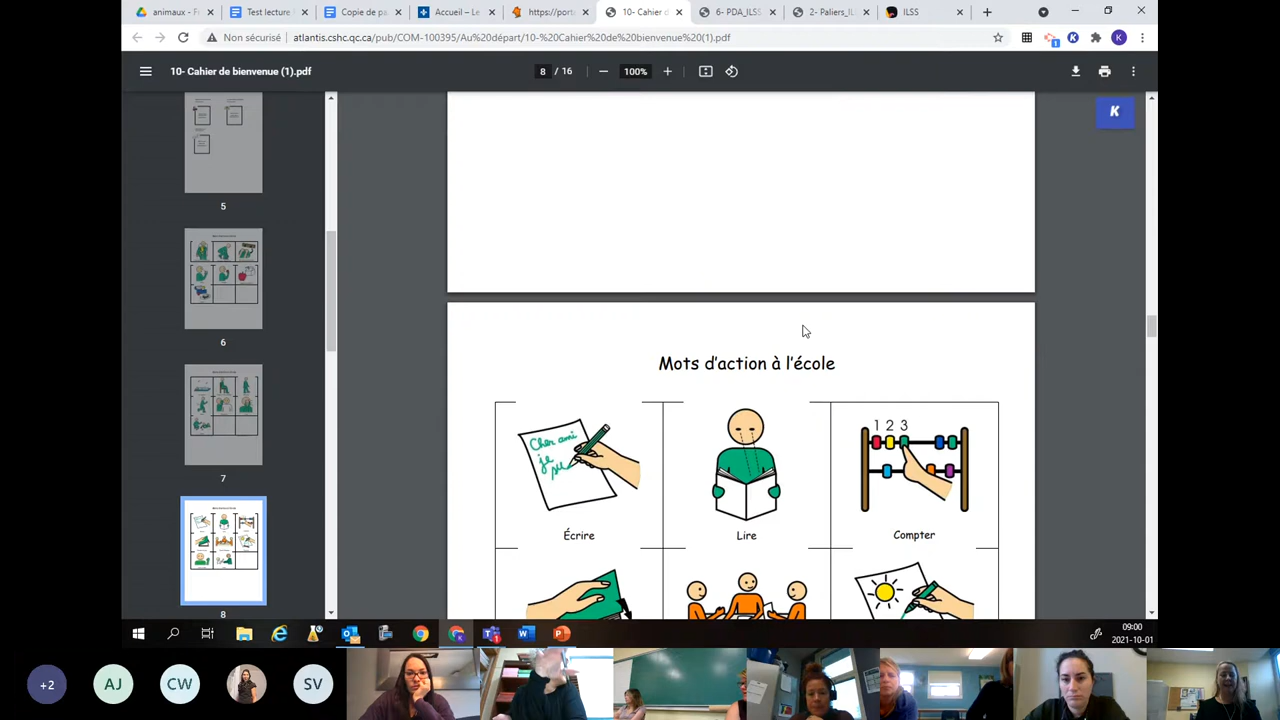 animaux - F
Test lecture
Copie de pa
Accueil – Le
https://porta
10- Cahier d
6- PDA_ILSS
2- Paliers_IL
ILSS
Non sécurisé
atlantis.cshc.qc.ca/pub/COM-100395/Au%20départ/10-%20Cahier%20de%20bienvenue%20(1).pdf
K
10- Cahier de bienvenue (1).pdf
8 / 16
100%
K
5
6
7
8
Mots d'action à l'école
Cher ami
je
1 2 3
Écrire
Lire
Compter
09:00
2021-10-01
+2
AJ
CW
SV